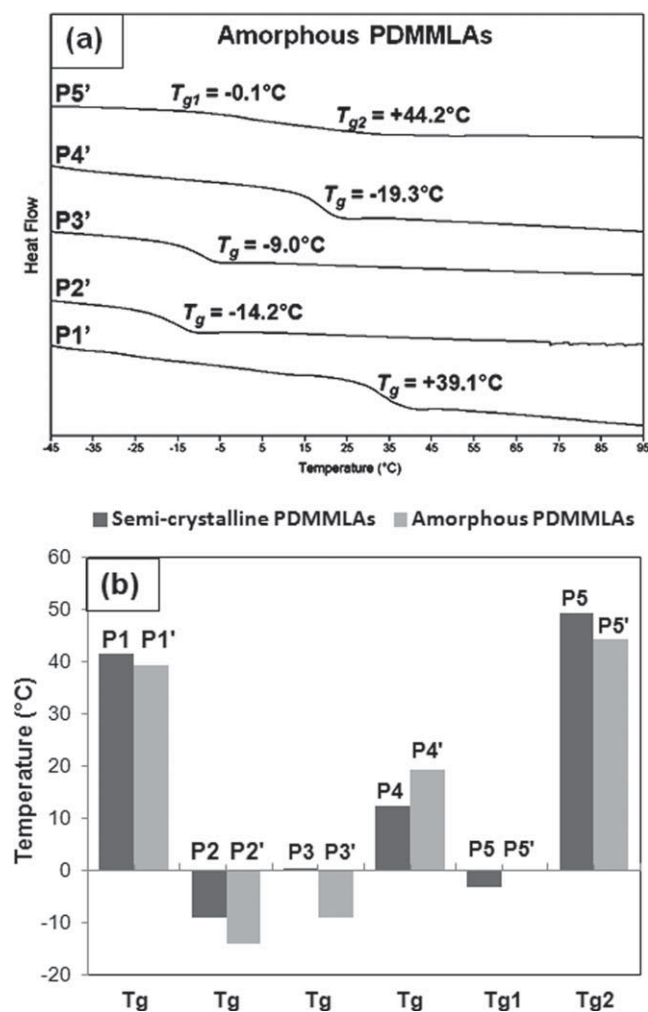 (a) Amorphous PDMMLAs
P5’ Tg1 = -0.1°C
Tg2 = +44.2°C
P4’
Tg = -19.3°C
P3’
Tg = -9.0°C
P2’
Tg = -14.2°C
P1’
Tg = +39.1°C
Heat Flow
-45 -35 -25 -15 -5 5 15 25 35 45 55 65 75 85 95
Temperature (°C)
Semi-crystalline PDMMLAs Amorphous PDMMLAs
(b)
60
50
40
30
20
10
0
-10
-20
Temperature (°C)
P1 P1'
P2 P2'
P3 P3'
P4 P4'
P5 P5'
P5 P5'
Tg Tg Tg Tg Tg1 Tg2